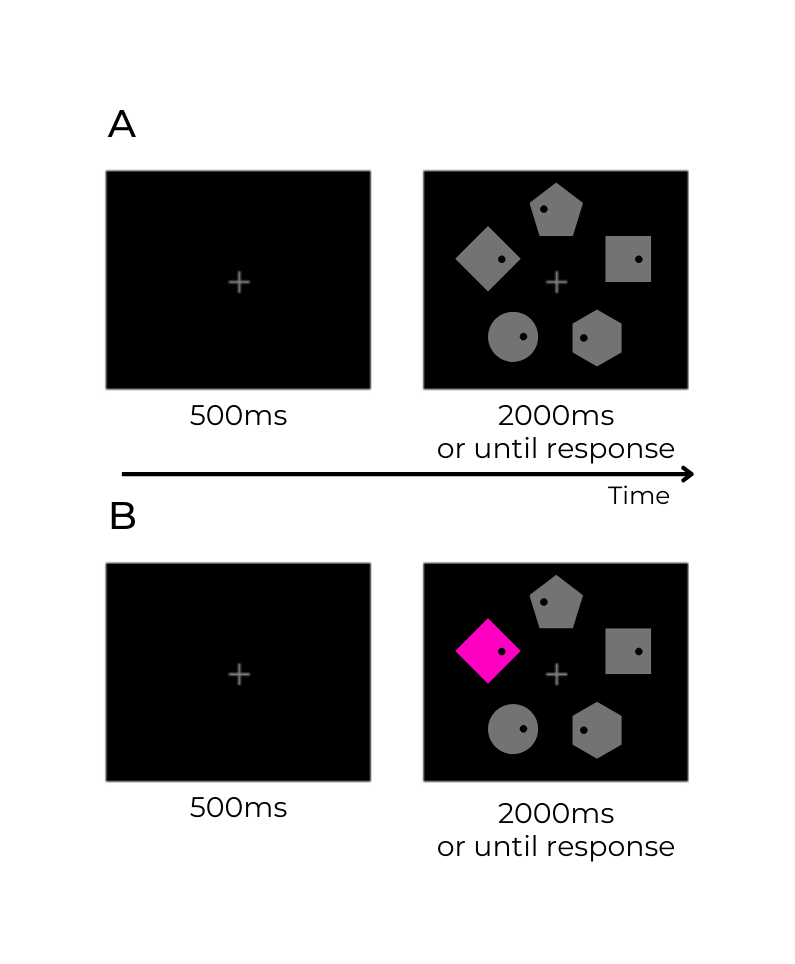 A
500ms
2000ms
or until response
Time
B
500ms
2000ms
or until response